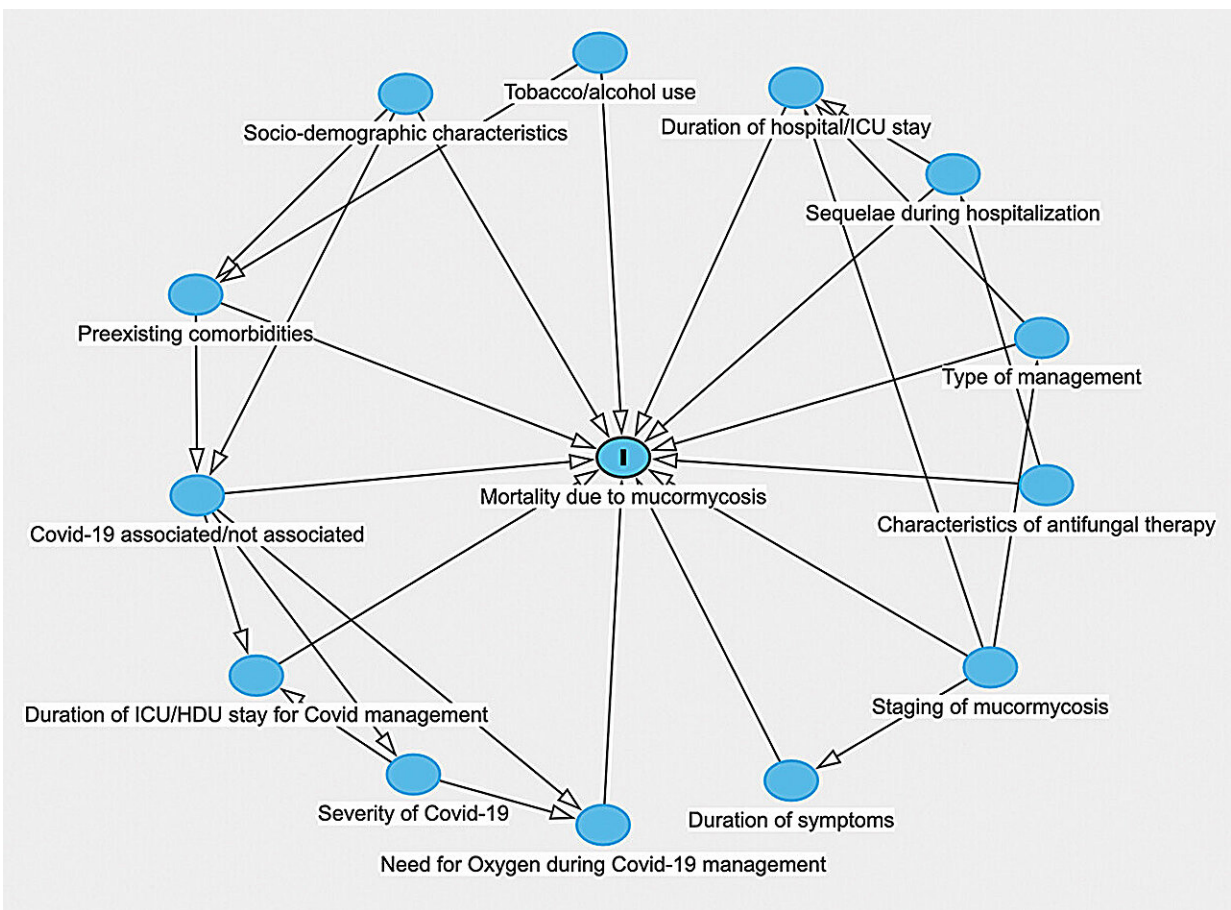 Tobacco/alcohol use
Socio-demographic characteristics
Duration of hospital/ICU stay
Sequelae during hospitalization
Preexisting comorbidities
Type of management
I
Mortality due to mucormycosis
Covid-19 associated/not associated
Characteristics of antifungal therapy
Duration of ICU/HDU stay for Covid management
Staging of mucormycosis
Severity of Covid-19
Duration of symptoms
Need for Oxygen during Covid-19 management